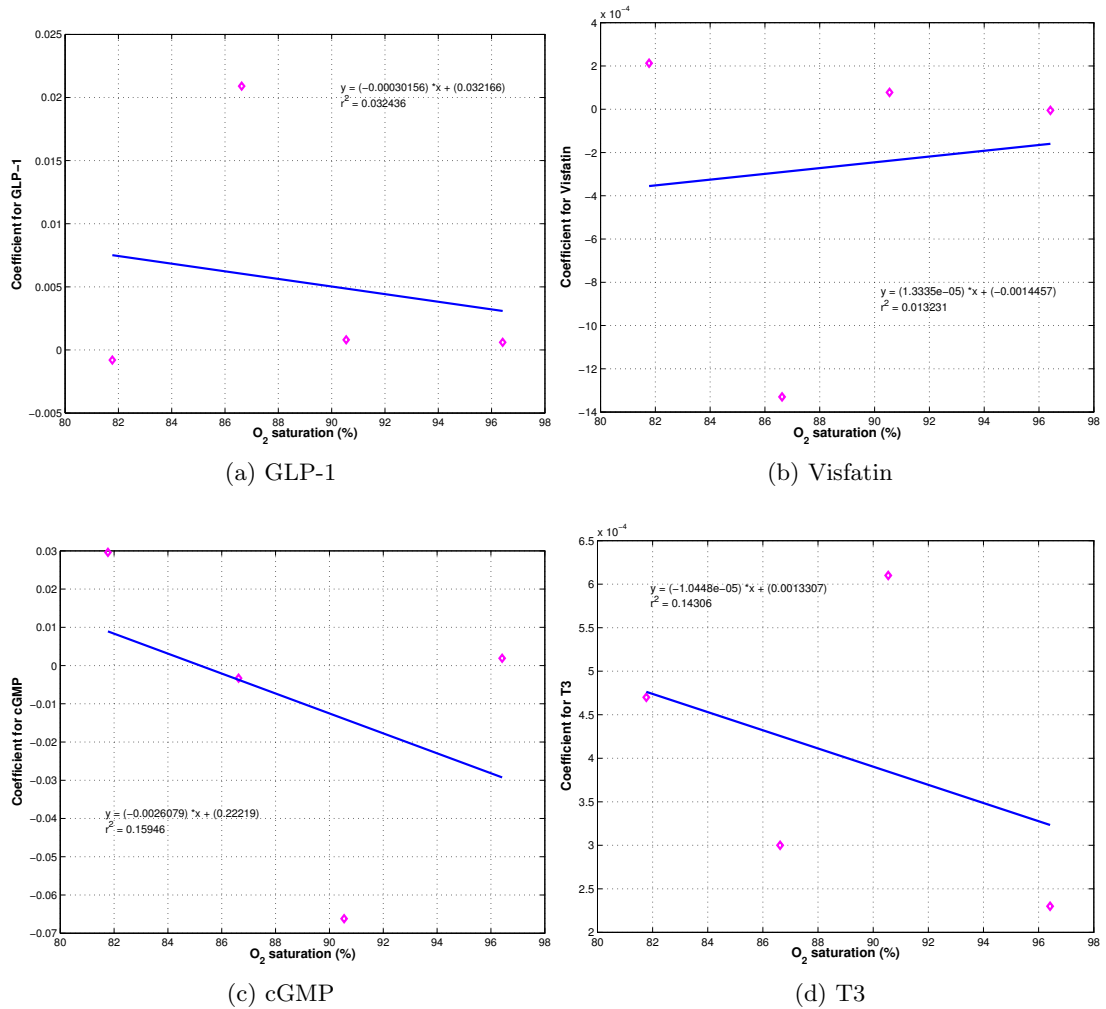 0.025
0.02
0.015
0.01
0.005
0
−0.005
80 82 84 86 88 90 92 94 96 98
Coefficient for GLP−1
O2 saturation (%)
y = (−0.00030156) *x + (0.032166)
r2 = 0.032436
(a) GLP-1
x 10−4
4
2
0
−2
−4
−6
−8
−10
−12
−14
80 82 84 86 88 90 92 94 96 98
Coefficient for Visfatin
O2 saturation (%)
y = (1.3335e−05) *x + (−0.0014457)
r2 = 0.013231
(b) Visfatin
0.03
0.02
0.01
0
−0.01
−0.02
−0.03
−0.04
−0.05
−0.06
−0.07
80 82 84 86 88 90 92 94 96 98
Coefficient for cGMP
O2 saturation (%)
y = (−0.0026079) *x + (0.22219)
r2 = 0.15946
(c) cGMP
x 10−4
6.5
6
5.5
5
4.5
4
3.5
3
2.5
2
80 82 84 86 88 90 92 94 96 98
Coefficient for T3
O2 saturation (%)
y = (−1.0448e−05) *x + (0.0013307)
r2 = 0.14306
(d) T3